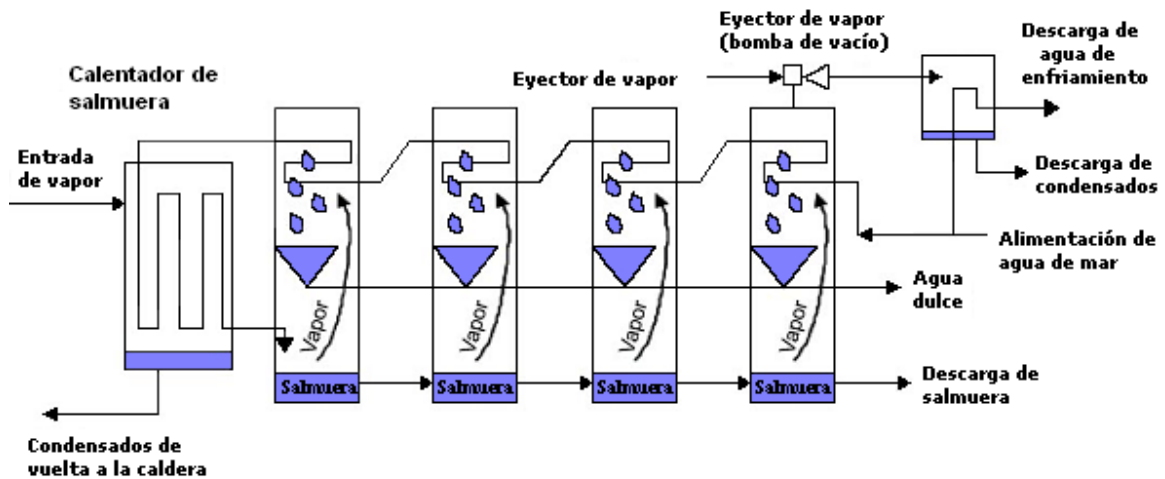 Eyector de vapor
(bomba de vacío)
Descarga de
agua de
enfriamiento
Calentador de
salmuera
Eyector de vapor
Entrada
de vapor
Descarga de
condensados
Alimentación de
agua de mar
Agua
dulce
Vapor
Vapor
Vapor
Vapor
Salmuera
Salmuera
Salmuera
Salmuera
Descarga de
salmuera
Condensados de
vuelta a la caldera